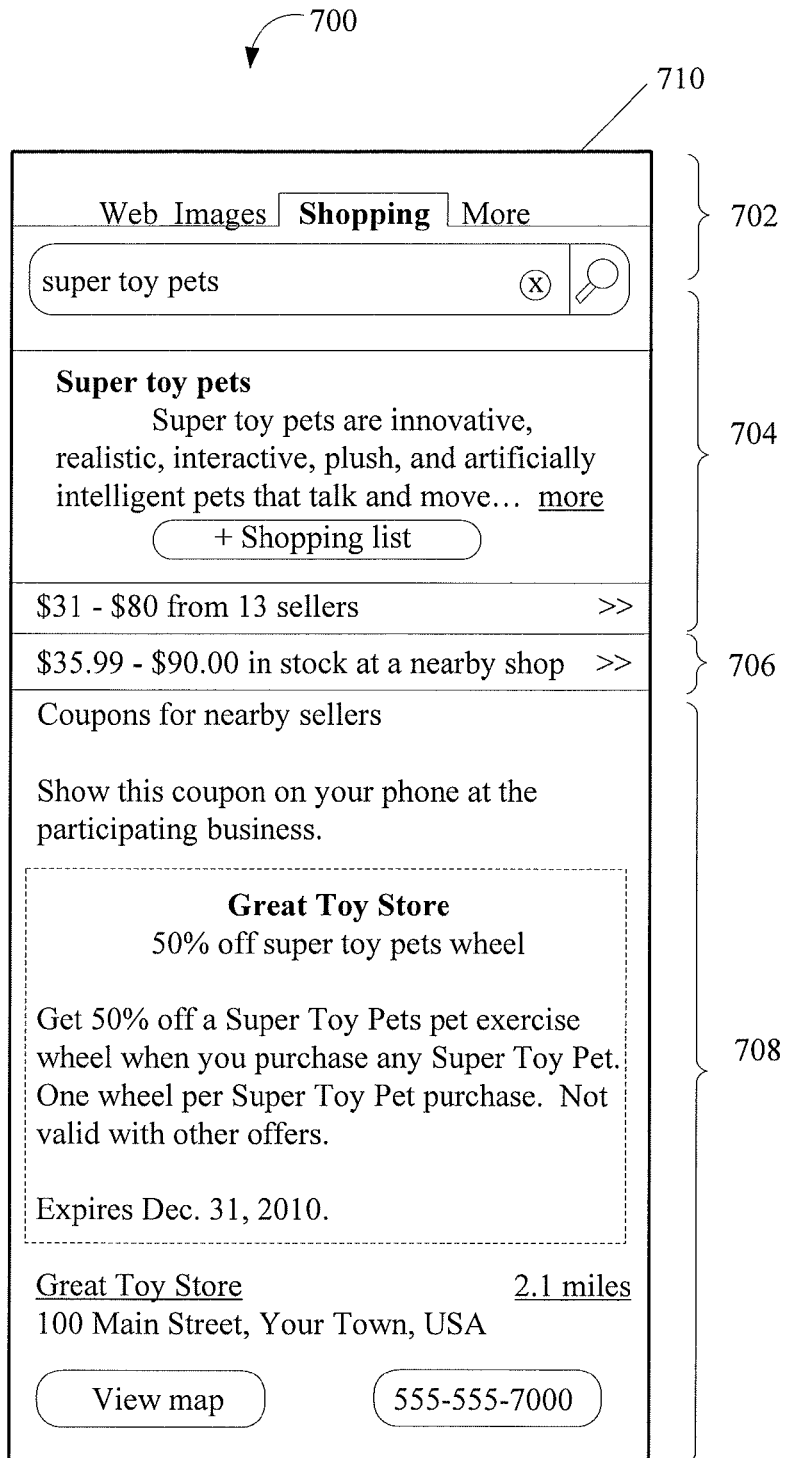 700
710
Web Images Shopping More
702
super toy pets X
Super toy pets
Super toy pets are innovative,
realistic, interactive, plush, and artificially
intelligent pets that talk and move... more
704
+ Shopping list
$31 - $80 from 13 sellers >>
$35.99 - $90.00 in stock at a nearby shop >>
706
Coupons for nearby sellers
Show this coupon on your phone at the
participating business.
Great Toy Store
50% off super toy pets wheel
Get 50% off a Super Toy Pets pet exercise
wheel when you purchase any Super Toy Pet.
One wheel per Super Toy Pet purchase. Not
valid with other offers.
708
Expires Dec. 31, 2010.
Great Toy Store 2.1 miles
100 Main Street, Your Town, USA
View map 555-555-7000